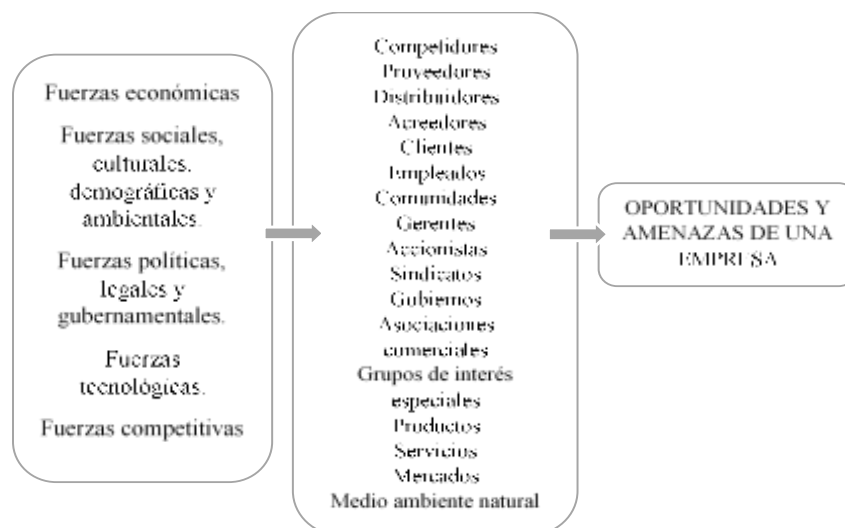 Fuerzas económicas
Fuerzas sociales,
culturales,
demográficas y
ambientales.
Fuerzas políticas,
legales y
gubernamentales.
Fuerzas
tecnológicas.
Fuerzas competitivas
Competidores
Proveedores
Distribuidores
Acreedores
Clientes
Empleados
Comunidades
Gerentes
Accionistas
Sindicatos
Gobiernos
Asociaciones
comerciales
Grupos de interés
especiales
Productos
Servicios
Mercados
Medio ambiente natural
OPORTUNIDADES Y
AMENAZAS DE UNA
EMPRESA